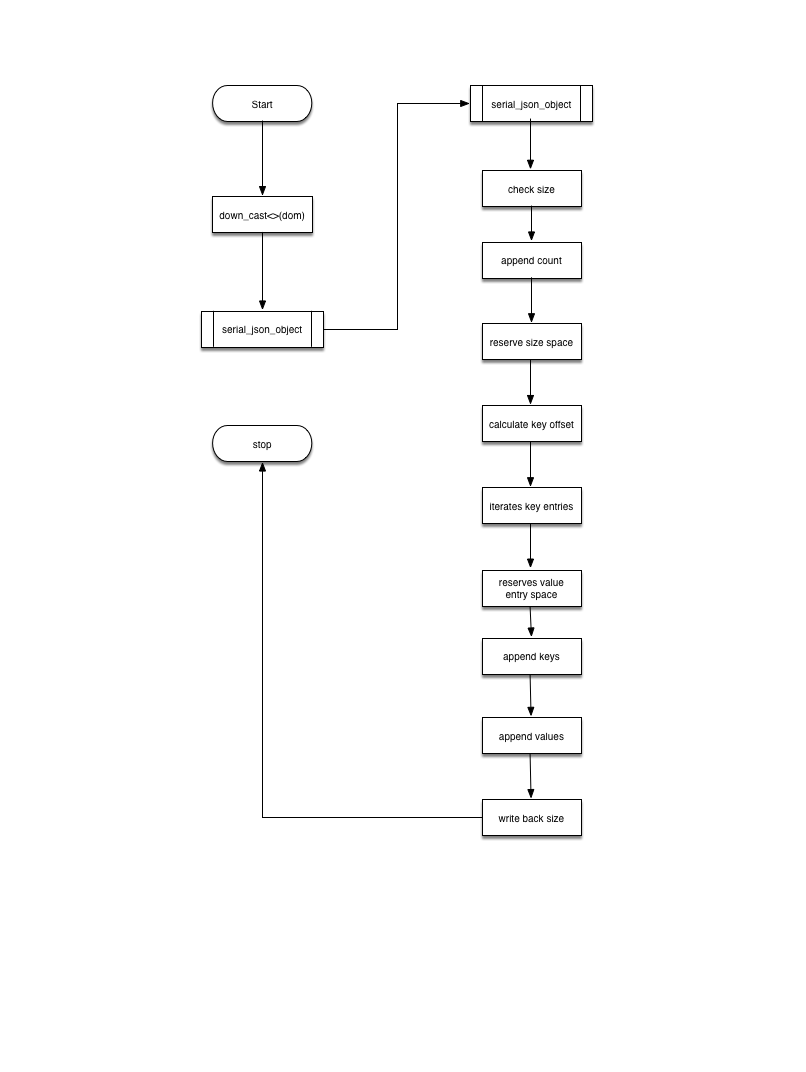 Start
down_cast<>(dom)
serial_json_object
stop
serial_json_object
check size
append count
reserve size space
calculate key offset
iterates key entries
reserves value
entry space
append keys
append values
write back size